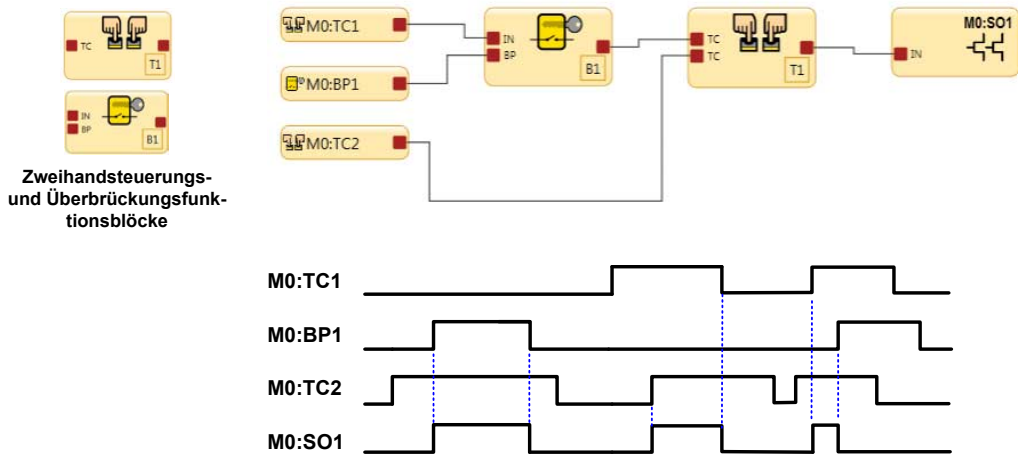 TC
T1
IN
BP
B1
Zweihandsteuerungs-
und Überbrückungsfunk-
tionsblöcke
M0:TC1
M0:BP1
M0:TC2
IN
BP
B1
TC
TC
T1
M0:SO1
IN
M0:TC1
M0:BP1
M0:TC2
M0:SO1